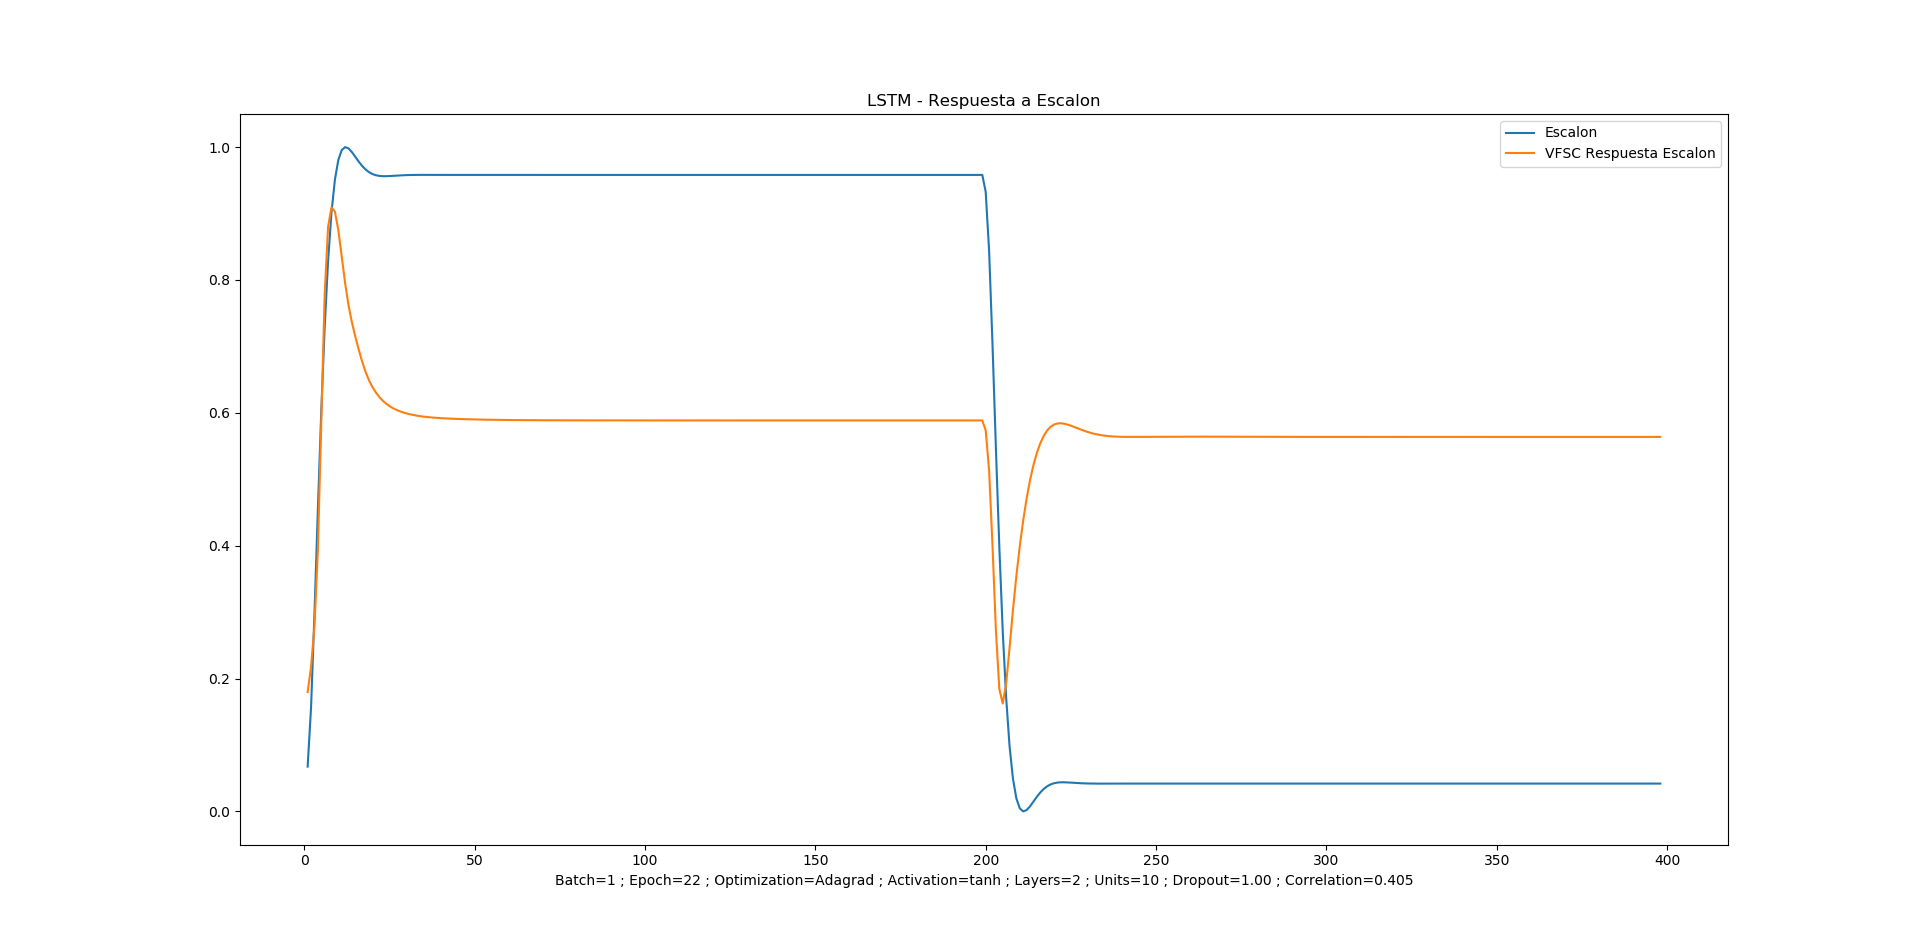 LSTM - Respuesta a Escalon
Escalon
VFSC Respuesta Escalon
1.0
0.8
0.6
0.4
0.2
0.0
0 50 100 150 200 250 300 350 400
Batch=1 ; Epoch=22 ; Optimization=Adagrad ; Activation=tanh ; Layers=2 ; Units=10 ; Dropout=1.00 ; Correlation=0.405